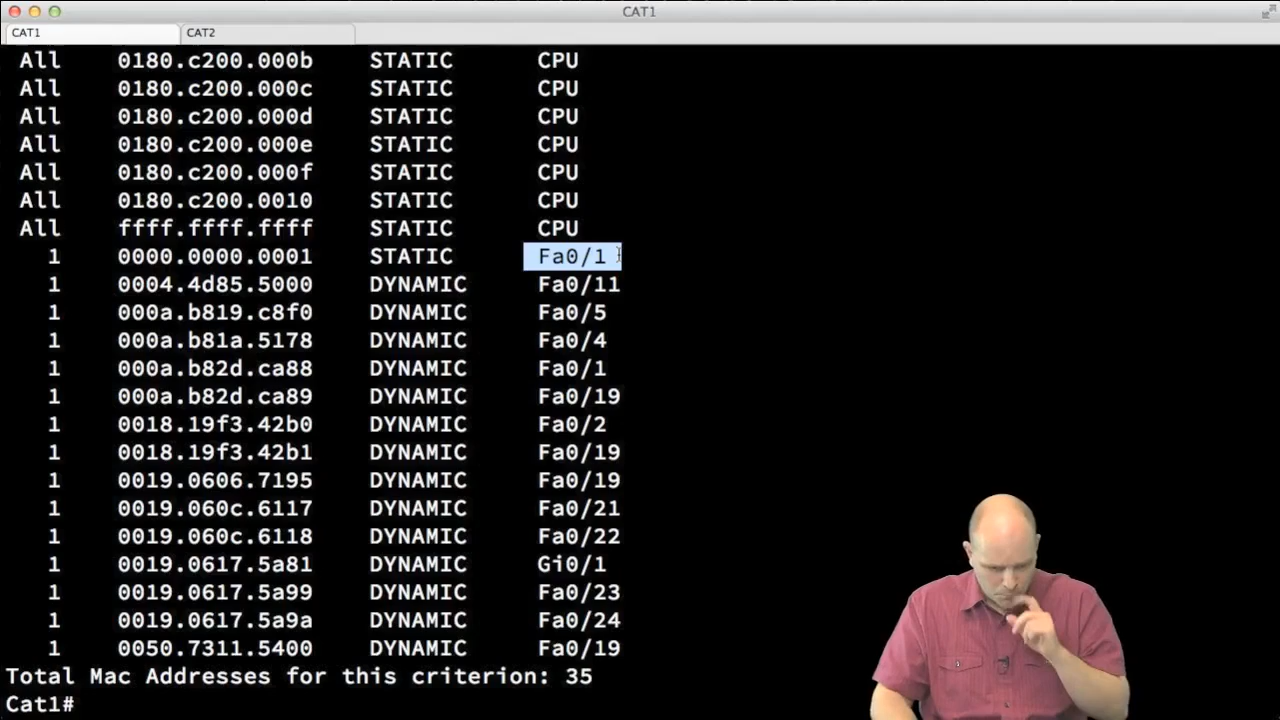 CAT1
CAT1 CAT2
All 0180.c200.000b STATIC CPU
All 0180.c200.000c STATIC CPU
All 0180.c200.000d STATIC CPU
All 0180.c200.000e STATIC CPU
All 0180.c200.000f STATIC CPU
All 0180.c200.0010 STATIC CPU
All ffff.ffff.ffff STATIC CPU
1 0000.0000.0001 STATIC Fa0/1
1 0004.4d85.5000 DYNAMIC Fa0/11
1 000a.b819.c8f0 DYNAMIC Fa0/5
1 000a.b81a.5178 DYNAMIC Fa0/4
1 000a.b82d.ca88 DYNAMIC Fa0/1
1 000a.b82d.ca89 DYNAMIC Fa0/19
1 0018.19f3.42b0 DYNAMIC Fa0/2
1 0018.19f3.42b1 DYNAMIC Fa0/19
1 0019.0606.7195 DYNAMIC Fa0/19
1 0019.060c.6117 DYNAMIC Fa0/21
1 0019.060c.6118 DYNAMIC Fa0/22
1 0019.0617.5a81 DYNAMIC Gi0/1
1 0019.0617.5a99 DYNAMIC Fa0/23
1 0019.0617.5a9a DYNAMIC Fa0/24
1 0050.7311.5400 DYNAMIC Fa0/19
Total Mac Addresses for this criterion: 35
Cat1#